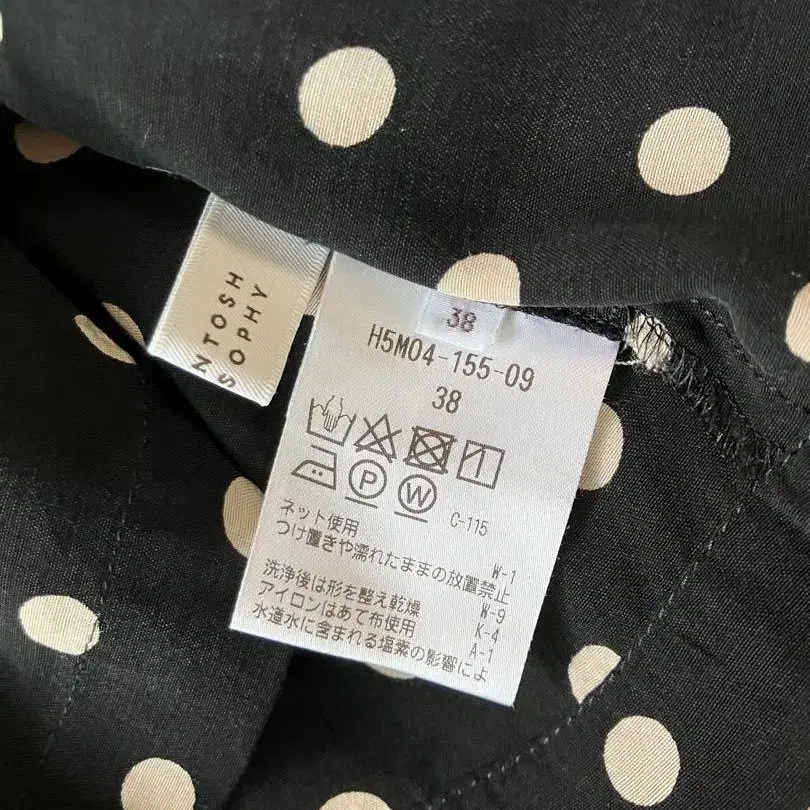 NTOSH
SOPHY
38
H5M04-155-09
38
P W
C-115
ネット使用
W-1
つけ置きや濡れたままの放置禁止
W-9
洗浄後は形を整え乾燥
K-4
アイロンはあて布使用
A-1
水道水に含まれる塩素の影響によ